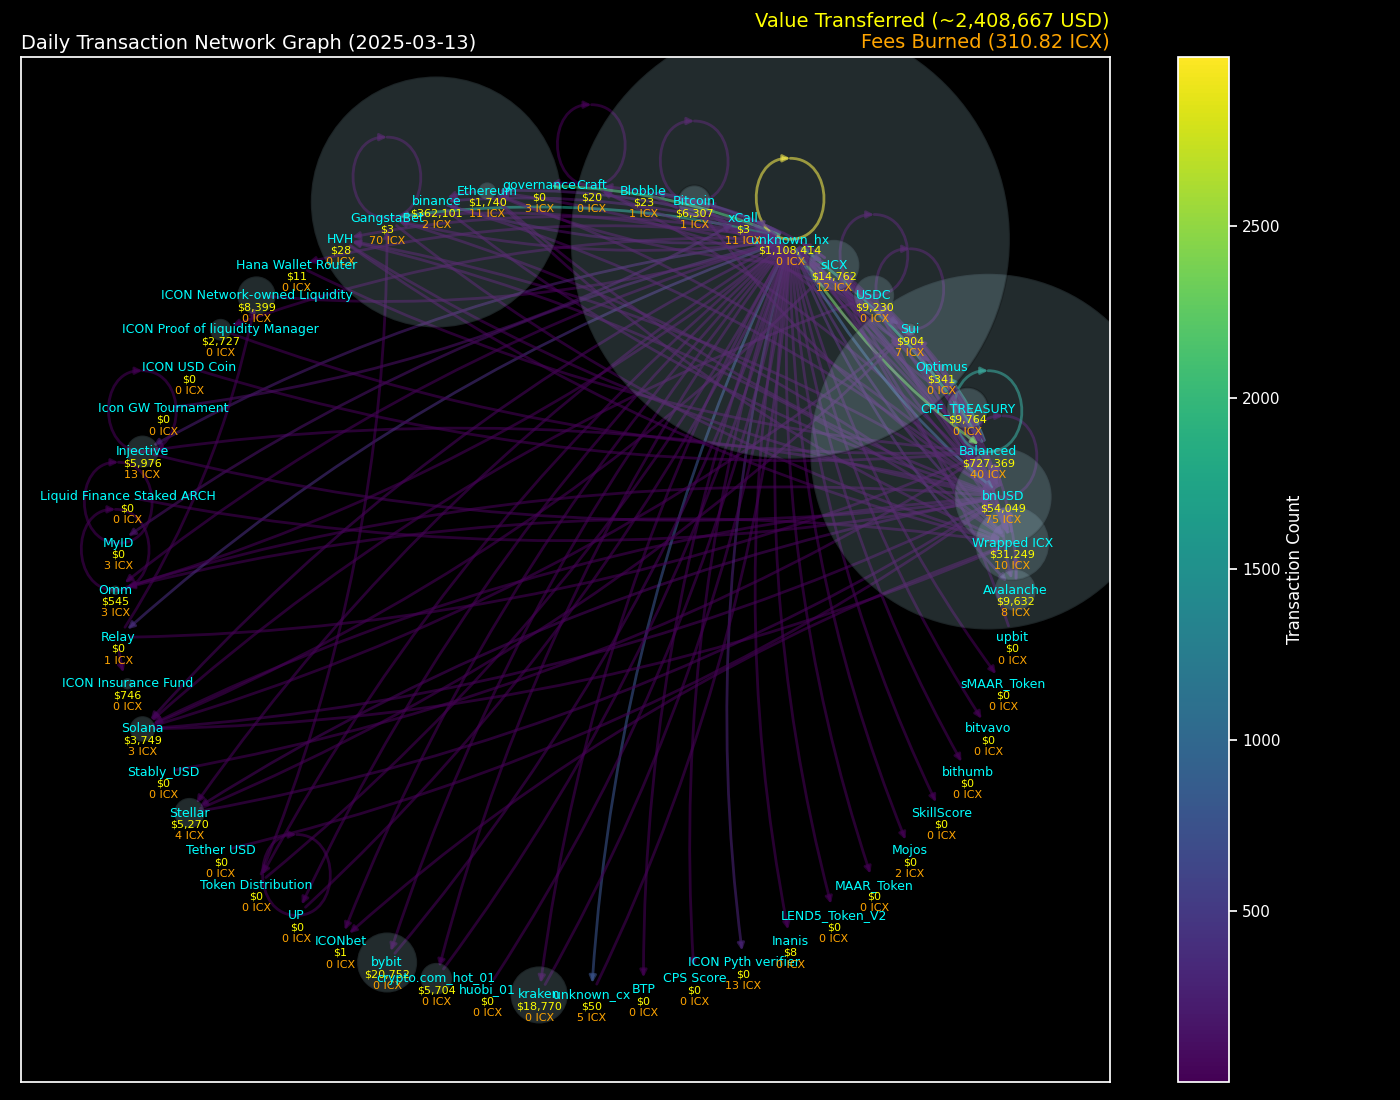 Value Transferred (~2,408,667 USD)
Daily Transaction Network Graph (2025-03-13)
Fees Burned (310.82 ICX)
governance
$0
3 ICX
Craft
$20
0 ICX
Ethereum
$1,740
11 ICX
Blobble
$23
1 ICX
binance
$362,101
2 ICX
Bitcoin
$6,307
1 ICX
GangstaBet
$3
70 ICX
xCall
$3
11 ICX
HVH
$28
0 ICX
unknown_hx
$1,108,414
0 ICX
Hana Wallet Router
$11
0 ICX
sICX
$14,762
12 ICX
ICON Network-owned Liquidity
$8,399
0 ICX
USDC
$9,230
0 ICX
ICON Proof of liquidity Manager
$2,727
0 ICX
Sui
$904
7 ICX
ICON USD Coin
$0
0 ICX
Optimus
$341
0 ICX
Icon GW Tournament
$0
0 ICX
CPF_TREASURY
$9,764
0 ICX
Injective
$5,976
13 ICX
Balanced
$727,369
40 ICX
Liquid Finance Staked ARCH
$0
0 ICX
bnUSD
$54,049
75 ICX
MyID
$0
3 ICX
Wrapped ICX
$31,249
10 ICX
Omm
$545
3 ICX
Avalanche
$9,632
8 ICX
Relay
$0
1 ICX
upbit
$0
0 ICX
ICON Insurance Fund
$746
0 ICX
sMAAR_Token
$0
0 ICX
Solana
$3,749
3 ICX
bitvavo
$0
0 ICX
Stably_USD
$0
0 ICX
bithumb
$0
0 ICX
Stellar
$5,270
4 ICX
SkillScore
$0
0 ICX
Tether USD
$0
0 ICX
Mojos
$0
2 ICX
Token Distribution
$0
0 ICX
MAAR_Token
$0
0 ICX
UP
$0
0 ICX
LEND5_Token_V2
$0
0 ICX
ICONbet
$1
0 ICX
Inanis
$8
0 ICX
bybit
$20,752
0 ICX
ICON Pyth verifier
$0
13 ICX
crypto.com_hot_01
$5,704
0 ICX
CPS Score
$0
0 ICX
huobi_01
$0
0 ICX
BTP
$0
0 ICX
kraken
$18,770
0 ICX
unknown_cx
$50
5 ICX
2500
2000
1500
1000
500
Transaction Count